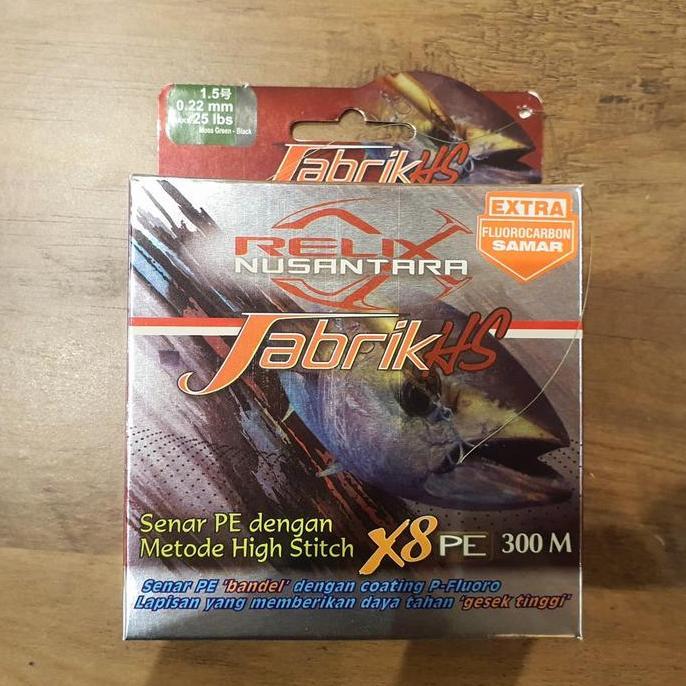 1.5号
0.22 mm
25 lbs
Moss Green - Black
JabrikHS
EXTRA
FLUOROCARBON
SAMAR
RELIX
NUSANTARA
JabrikHS
Senar PE dengan
Metode High Stitch
X8 PE 300 M
Senar PE 'bandel' dengan coating P-Fluoro
Lapisan yang memberikan daya tahan 'gesek tinggi'